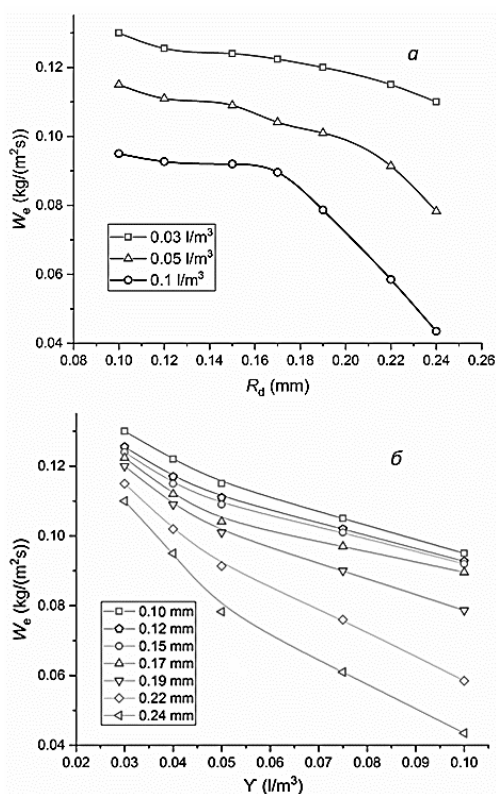 а
0.12
0.10
0.08
0.06
0.04
Wₑ (kg/(m²s))
0.03 l/m³
0.05 l/m³
0.1 l/m³
0.08 0.10 0.12 0.14 0.16 0.18 0.20 0.22 0.24 0.26
R_d (mm)
б
0.12
0.10
0.08
0.06
0.04
Wₑ (kg/(m²s))
0.10 mm
0.12 mm
0.15 mm
0.17 mm
0.19 mm
0.22 mm
0.24 mm
0.03 0.04 0.05 0.06 0.07 0.08 0.09 0.10
ϒ (l/m³)